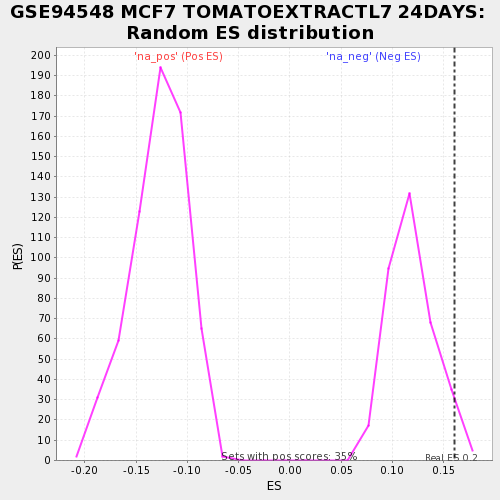 GSE94548 MCF7 TOMATOEXTRACTL7 24DAYS:
Random ES distribution
'na_pos' (Pos ES)
'na_neg' (Neg ES)
200
190
180
170
160
150
140
130
120
110
100
90
80
70
60
50
40
30
20
10
0
P(ES)
Sets with pos scores: 35%
Real ES 0.2
-0.20 -0.15 -0.10 -0.05 0.00 0.05 0.10 0.15
ES